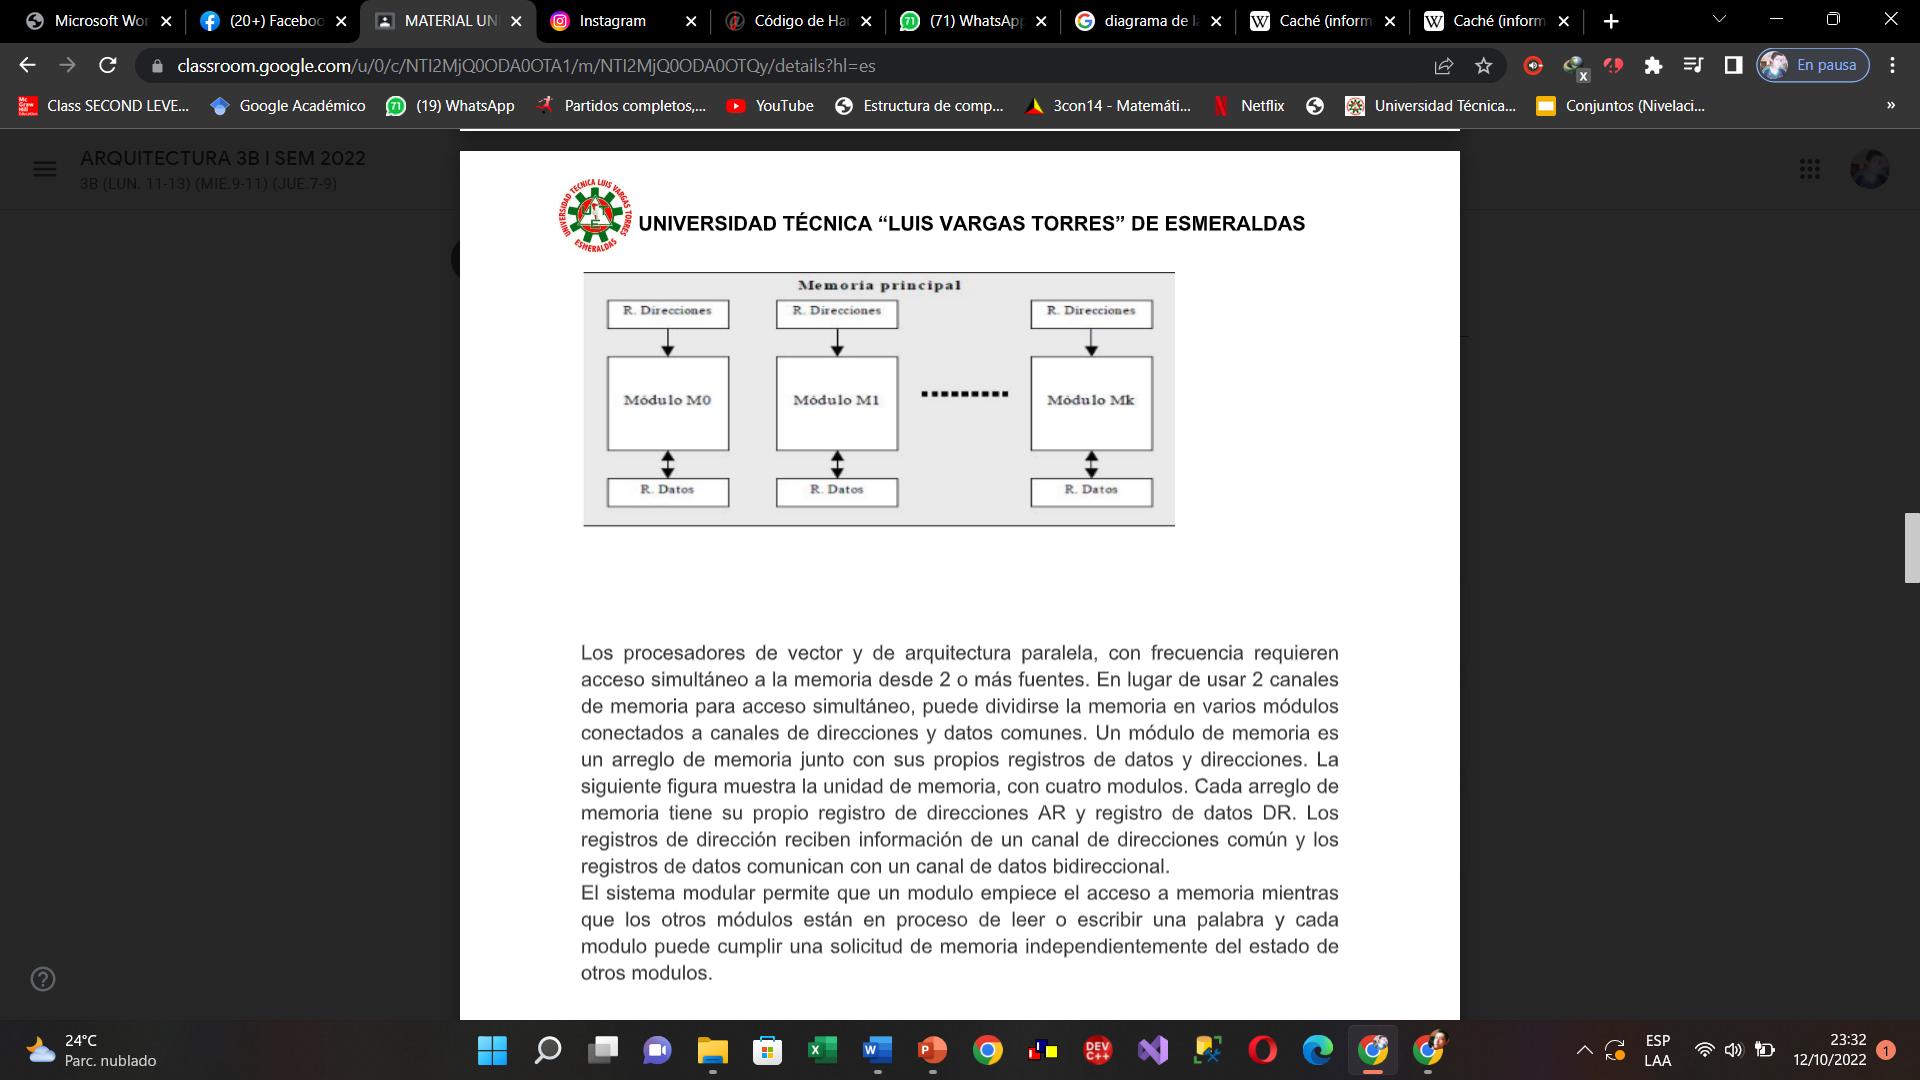 Microsoft Wor
(20+) Faceboo
MATERIAL UNI
Instagram
Código de Ha
(71) WhatsApp
diagrama de la
Caché (inform
Caché (inform
classroom.google.com/u/0/c/NTI2MjQ0ODA0OTA1/m/NTI2MjQ0ODA0OTQy/details?hl=es
En pausa
Class SECOND LEVE...
Google Académico
(19) WhatsApp
Partidos completos,...
YouTube
Estructura de comp...
3con14 - Matemáti...
Netflix
Universidad Técnica...
Conjuntos (Nivelaci...
»
ARQUITECTURA 3B I SEM 2022
3B (LUN. 11-13) (MIE.9-11) (JUE.7-9)
UNIVERSIDAD TECNICA LUIS VARGAS TORRES
ESMERALDAS
UNIVERSIDAD TÉCNICA “LUIS VARGAS TORRES” DE ESMERALDAS
Memoria principal
R. Direcciones
R. Direcciones
R. Direcciones
Módulo M0
Módulo M1
Módulo Mk
R. Datos
R. Datos
R. Datos
Los procesadores de vector y de arquitectura paralela, con frecuencia requieren
acceso simultáneo a la memoria desde 2 o más fuentes. En lugar de usar 2 canales
de memoria para acceso simultáneo, puede dividirse la memoria en varios módulos
conectados a canales de direcciones y datos comunes. Un módulo de memoria es
un arreglo de memoria junto con sus propios registros de datos y direcciones. La
siguiente figura muestra la unidad de memoria, con cuatro modulos. Cada arreglo de
memoria tiene su propio registro de direcciones AR y registro de datos DR. Los
registros de dirección reciben información de un canal de direcciones común y los
registros de datos comunican con un canal de datos bidireccional.
El sistema modular permite que un modulo empiece el acceso a memoria mientras
que los otros módulos están en proceso de leer o escribir una palabra y cada
modulo puede cumplir una solicitud de memoria independientemente del estado de
otros modulos.
24°C
Parc. nublado
DEV
C++
ESP
LAA
23:32
12/10/2022
1